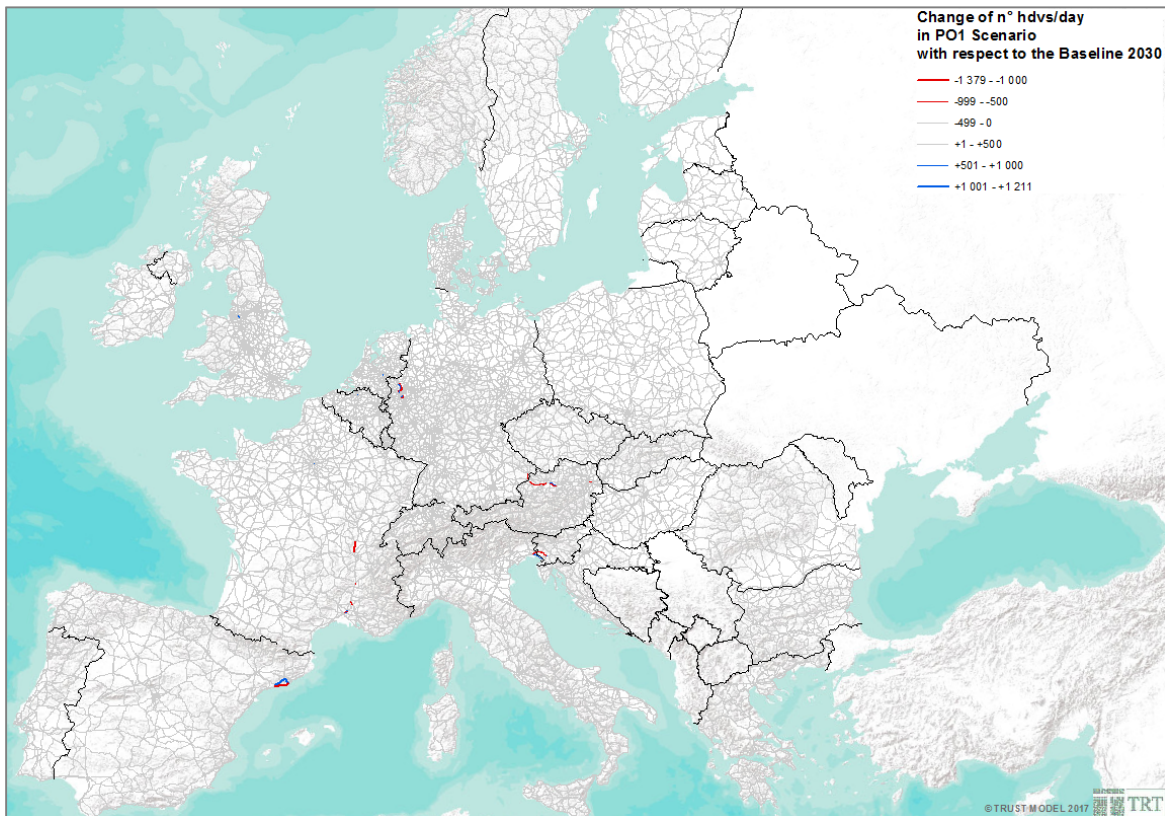 Change of n° hdvs/day
in PO1 Scenario
with respect to the Baseline 2030
-1 379 - -1 000
-999 - -500
-499 - 0
+1 - +500
+501 - +1 000
+1 001 - +1 211
©TRUST MODEL 2017
TRT